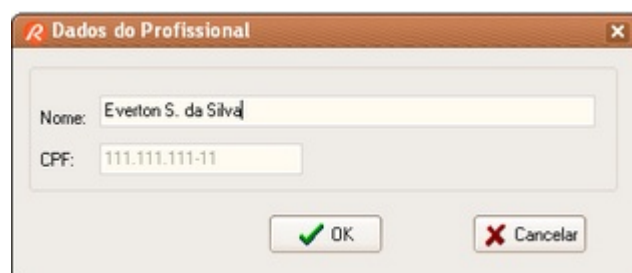 Dados do Profissional
Nome: Everton S. da Silva
CPF: 111.111.111-11
OK Cancelar